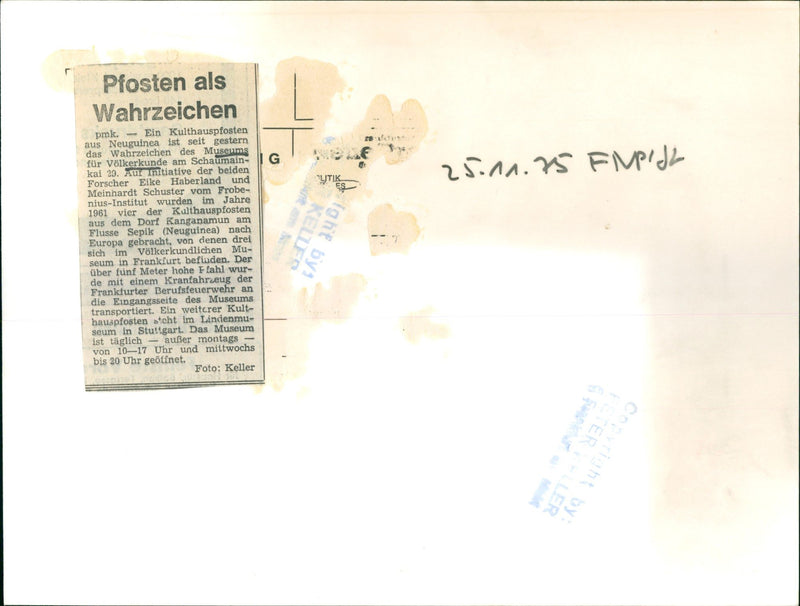 Pfosten als
Wahrzeichen
pmk. — Ein Kulthauspfosten
aus Neuguinea ist seit gestern
das Wahrzeichen des Museums
für Völkerkunde am Schaumain-
kai 29. Auf Initiative der beiden
Forscher Eike Haberland und
Meinhardt Schuster vom Frobe-
nius-Institut wurden im Jahre
1961 vier der Kulthauspfosten
aus dem Dorf Kanganamun am
Flusse Sepik (Neuguinea) nach
Europa gebracht, von denen drei
sich im Völkerkundlichen Mu-
seum in Frankfurt befinden. Der
über fünf Meter hohe Pfahl wur-
de mit einem Kranfahrzeug der
Frankfurter Berufsfeuerwehr an
die Eingangsseite des Museums
transportiert. Ein weiterer Kult-
hauspfosten steht im Lindenmu-
seum in Stuttgart. Das Museum
ist täglich — außer montags —
von 10—17 Uhr und mittwochs
bis 20 Uhr geöffnet.
Foto: Keller
25.11.75
Copyright by:
PETER KELLER